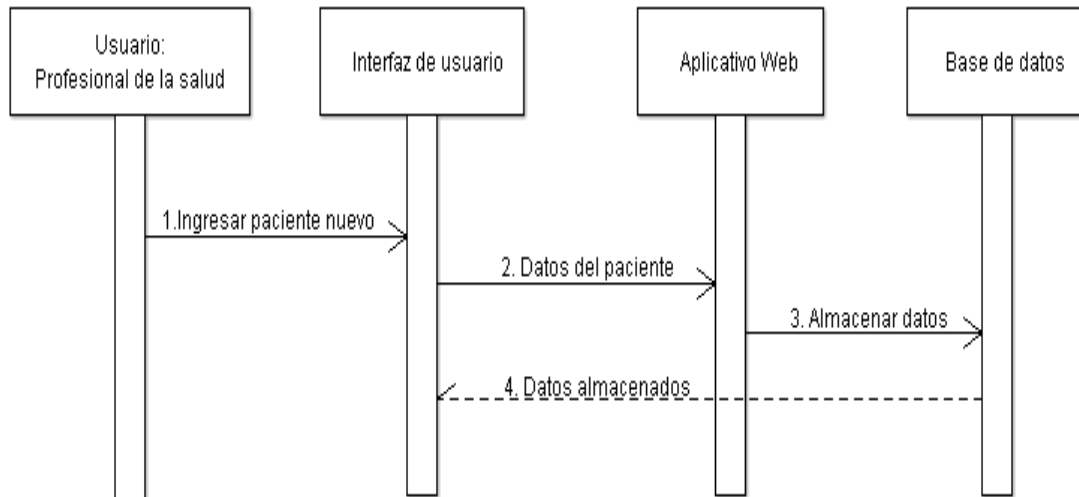 Usuario:
Profesional de la salud
Interfaz de usuario
Aplicativo Web
Base de datos
1.Ingresar paciente nuevo
2. Datos del paciente
3. Almacenar datos
4. Datos almacenados